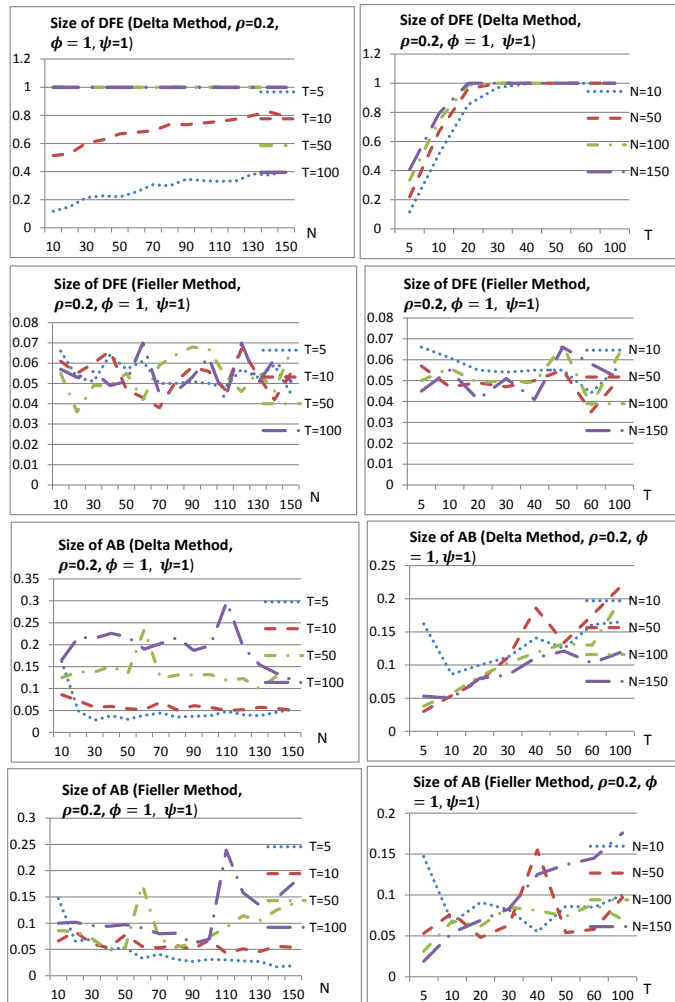 Size of DFE (Delta Method, ρ=0.2,
ϕ = 1, ψ=1)
1.2
1
0.8
0.6
0.4
0.2
0
10 30 50 70 90 110 130 150
N
T=5
T=10
T=50
T=100
Size of DFE (Delta Method,
ρ=0.2, ϕ = 1, ψ=1)
1.2
1
0.8
0.6
0.4
0.2
0
5 10 20 30 40 50 60 100
T
N=10
N=50
N=100
N=150
Size of DFE (Fieller Method,
ρ=0.2, ϕ = 1, ψ=1)
0.08
0.07
0.06
0.05
0.04
0.03
0.02
0.01
0
10 30 50 70 90 110 130 150
N
T=5
T=10
T=50
T=100
Size of DFE (Fieller Method,
ρ=0.2, ϕ = 1, ψ=1)
0.08
0.07
0.06
0.05
0.04
0.03
0.02
0.01
0
5 10 20 30 40 50 60 100
T
N=10
N=50
N=100
N=150
Size of AB (Delta Method,
ρ=0.2, ϕ = 1, ψ=1)
0.35
0.3
0.25
0.2
0.15
0.1
0.05
0
10 30 50 70 90 110 130 150
N
T=5
T=10
T=50
T=100
Size of AB (Delta Method, ρ=0.2, ϕ
= 1, ψ=1)
0.25
0.2
0.15
0.1
0.05
0
5 10 20 30 40 50 60 100
T
N=10
N=50
N=100
N=150
Size of AB (Fieller Method,
ρ=0.2, ϕ = 1, ψ=1)
0.3
0.25
0.2
0.15
0.1
0.05
0
10 30 50 70 90 110 130 150
N
T=5
T=10
T=50
T=100
Size of AB (Fieller Method, ρ=0.2, ϕ
= 1, ψ=1)
0.2
0.15
0.1
0.05
0
5 10 20 30 40 50 60 100
T
N=10
N=50
N=100
N=150